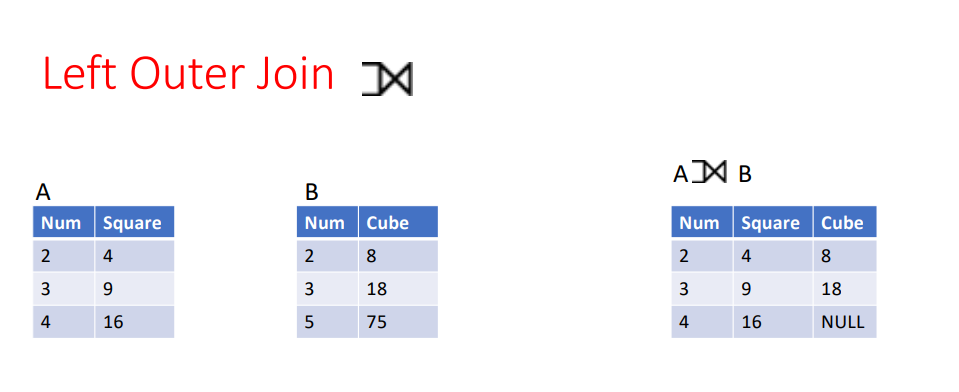 Left Outer Join ⟕
A
Num Square
2 4
3 9
4 16
B
Num Cube
2 8
3 18
5 75
A ⟕ B
Num Square Cube
2 4 8
3 9 18
4 16 NULL